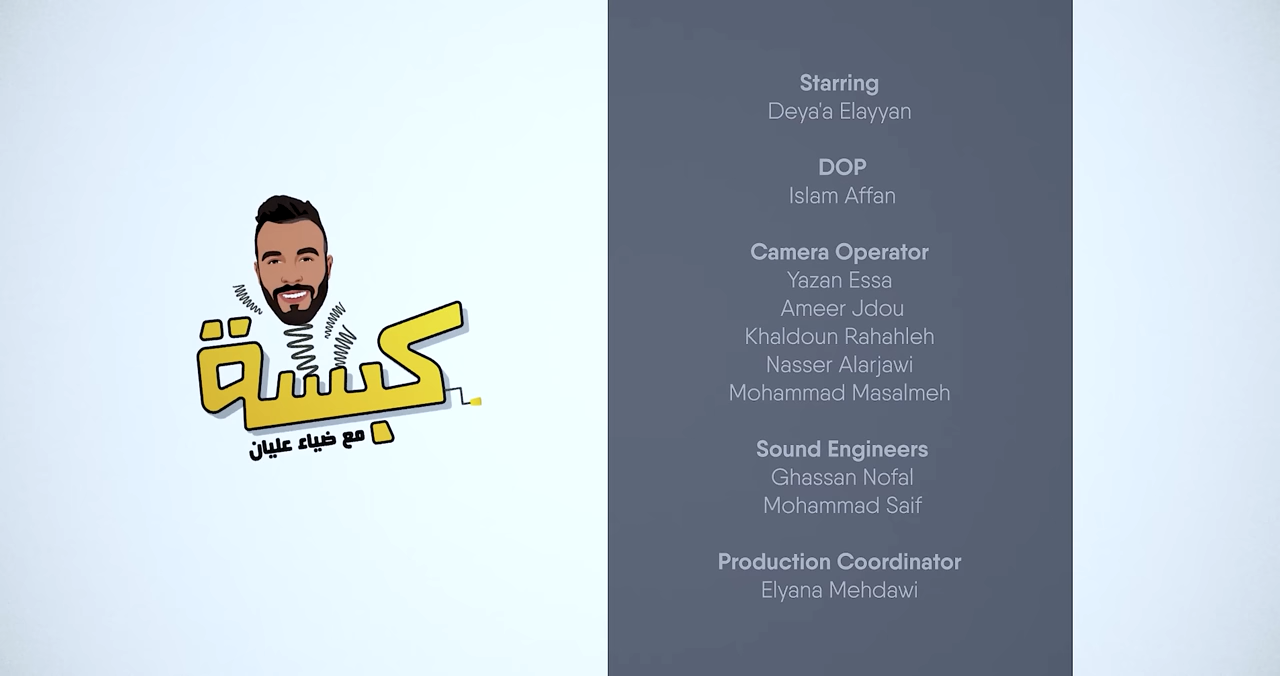 كبسة
مع ضياء عليان
Starring
Deya'a Elayyan
DOP
Islam Affan
Camera Operator
Yazan Essa
Ameer Jdou
Khaldoun Rahahleh
Nasser Alarjawi
Mohammad Masalmeh
Sound Engineers
Ghassan Nofal
Mohammad Saif
Production Coordinator
Elyana Mehdawi